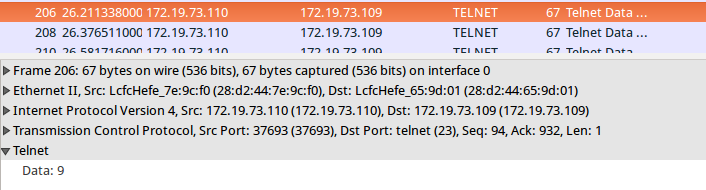 206 26.211338000 172.19.73.110 172.19.73.109 TELNET 67 Telnet Data ...
208 26.376511000 172.19.73.110 172.19.73.109 TELNET 67 Telnet Data ...
210 26.581716000 172.19.73.110 172.19.73.109 TELNET 67 Telnet Data
Frame 206: 67 bytes on wire (536 bits), 67 bytes captured (536 bits) on interface 0
Ethernet II, Src: LcfcHefe_7e:9c:f0 (28:d2:44:7e:9c:f0), Dst: LcfcHefe_65:9d:01 (28:d2:44:65:9d:01)
Internet Protocol Version 4, Src: 172.19.73.110 (172.19.73.110), Dst: 172.19.73.109 (172.19.73.109)
Transmission Control Protocol, Src Port: 37693 (37693), Dst Port: telnet (23), Seq: 94, Ack: 932, Len: 1
Telnet
Data: 9